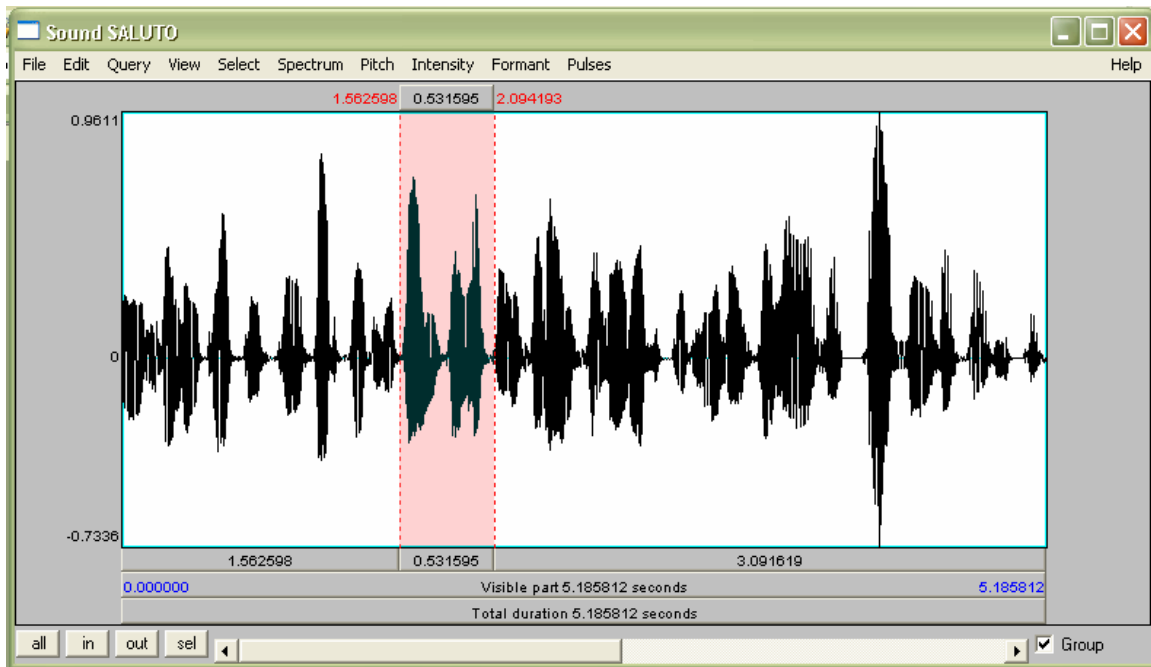 Sound SALUTO
File Edit Query View Select Spectrum Pitch Intensity Formant Pulses Help
1.562598 0.531595 2.094193
0.9611
0
-0.7336
1.562598 0.531595 3.091619
0.000000 Visible part 5.185812 seconds 5.185812
Total duration 5.185812 seconds
all in out sel Group